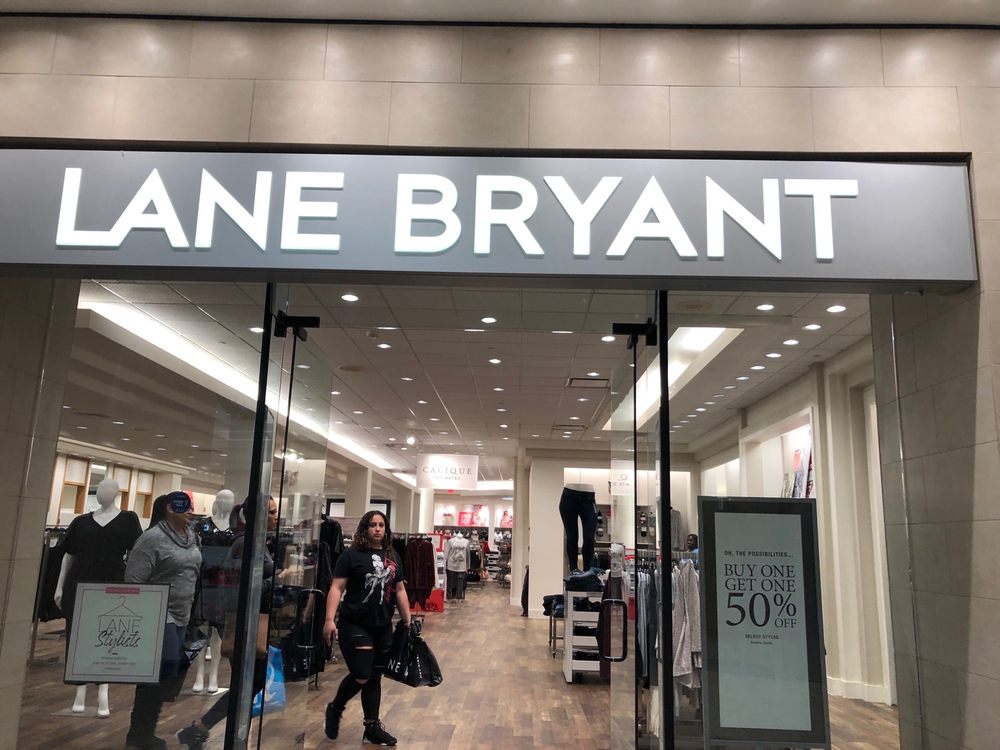 LANE BRYANT
CACIQUE
LANE
Stylists
OH, THE POSSIBILITIES...
BUY ONE
GET ONE
50% OFF
SELECT STYLES